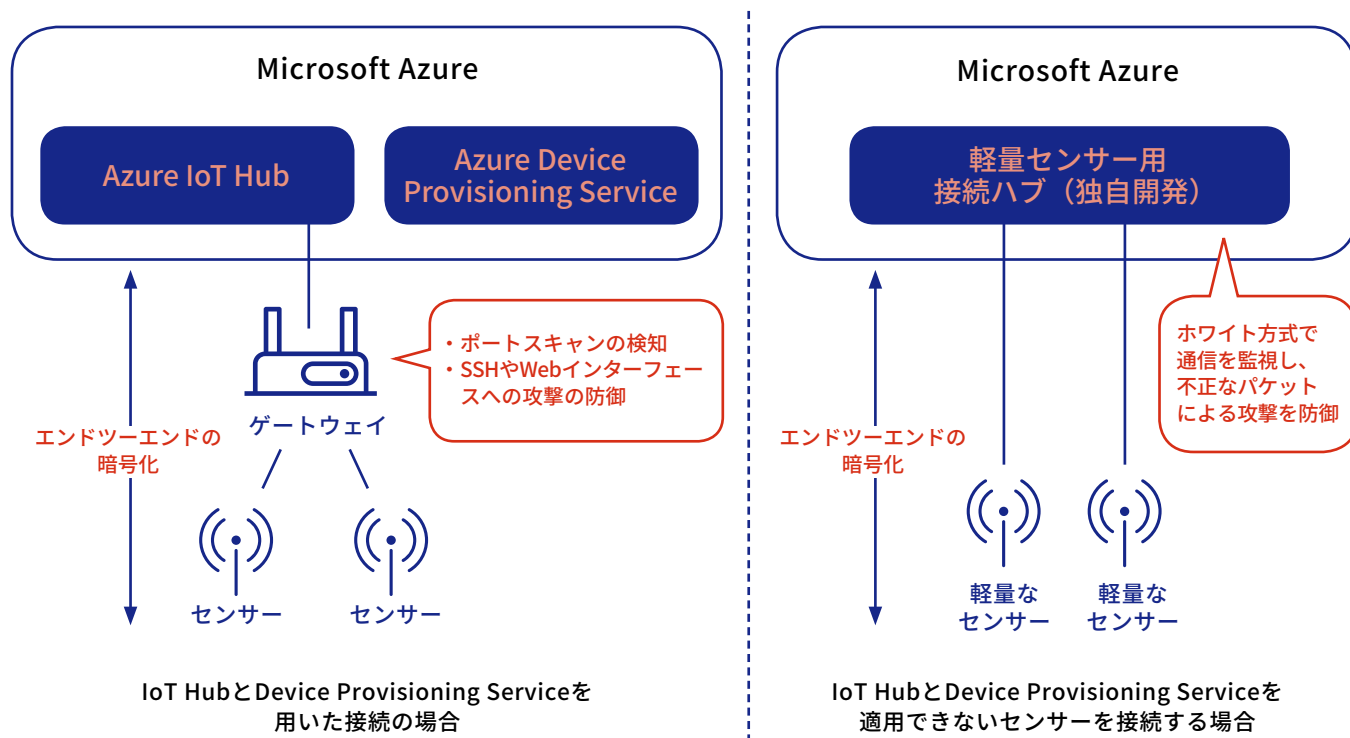 Microsoft Azure
Azure IoT Hub
Azure Device
Provisioning Service
・ポートスキャンの検知
・SSHやWebインターフェー
スへの攻撃の防御
ゲートウェイ
エンドツーエンドの
暗号化
センサー
センサー
IoT HubとDevice Provisioning Serviceを
用いた接続の場合
Microsoft Azure
軽量センサー用
接続ハブ（独自開発）
ホワイト方式で
通信を監視し、
不正なパケット
による攻撃を防御
エンドツーエンドの
暗号化
軽量な
センサー
軽量な
センサー
IoT HubとDevice Provisioning Serviceを
適用できないセンサーを接続する場合